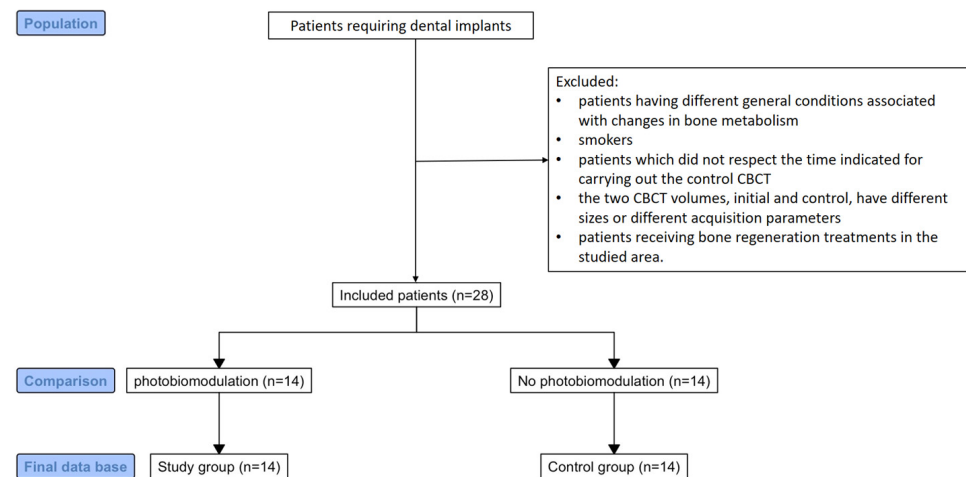 Population
Patients requiring dental implants
Excluded:
• patients having different general conditions associated
with changes in bone metabolism
• smokers
• patients which did not respect the time indicated for
carrying out the control CBCT
• the two CBCT volumes, initial and control, have different
sizes or different acquisition parameters
• patients receiving bone regeneration treatments in the
studied area.
Included patients (n=28)
Comparison
photobiomodulation (n=14)
No photobiomodulation (n=14)
Final data base
Study group (n=14)
Control group (n=14)